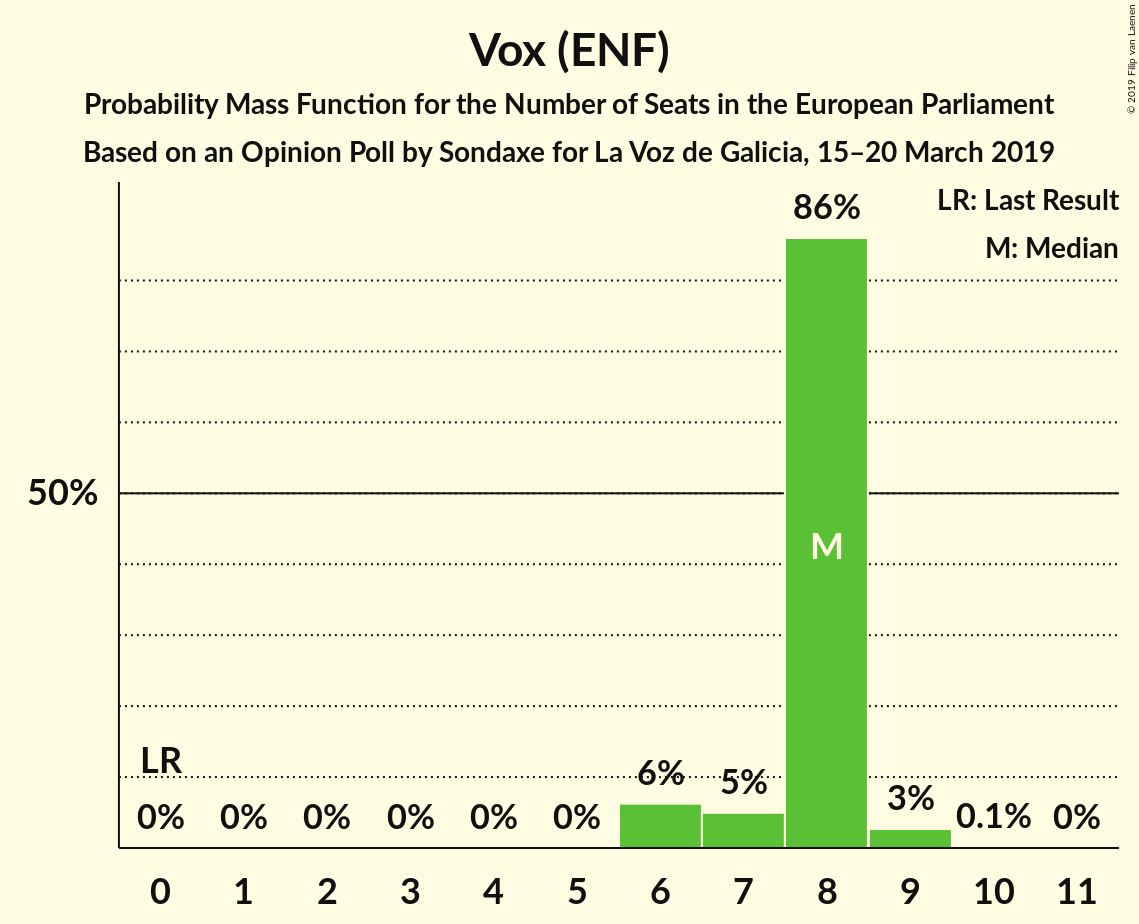 Vox (ENF)
Probability Mass Function for the Number of Seats in the European Parliament
Based on an Opinion Poll by Sondaxe for La Voz de Galicia, 15–20 March 2019
© 2019 Filip van Laenen
LR: Last Result
M: Median
86%
50%
M
LR
0% 0% 0% 0% 0% 0% 6% 5% 3% 0.1% 0%
0 1 2 3 4 5 6 7 8 9 10 11